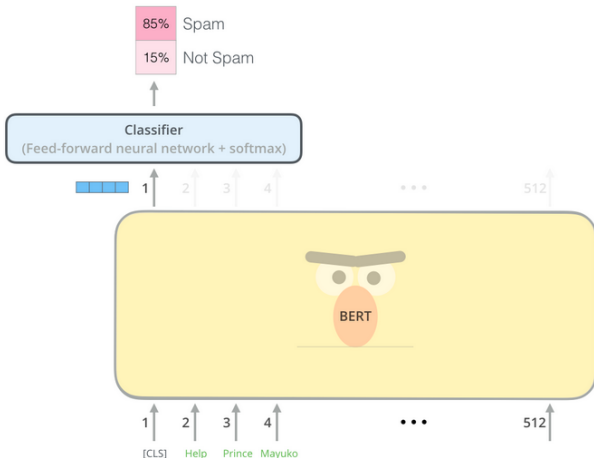 85% Spam
15% Not Spam
Classifier
(Feed-forward neural network + softmax)
1 2 3 4 ••• 512
BERT
1 2 3 4 ••• 512
[CLS] Help Prince Mayuko